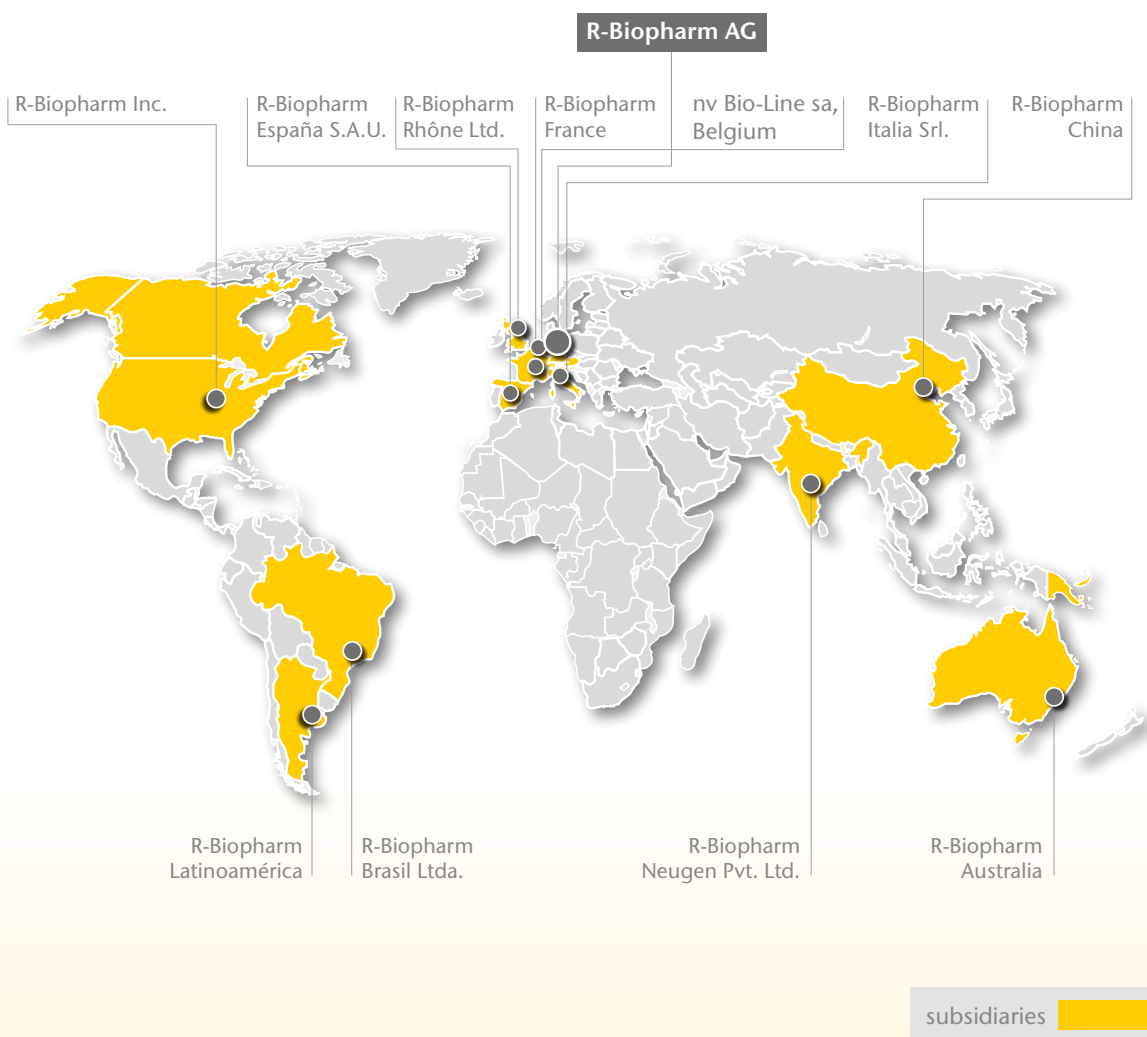 R-Biopharm AG
R-Biopharm Inc.
R-Biopharm
España S.A.U.
R-Biopharm
Rhône Ltd.
R-Biopharm
France
nv Bio-Line sa,
Belgium
R-Biopharm
Italia Srl.
R-Biopharm
China
R-Biopharm
Latinoamérica
R-Biopharm
Brasil Ltda.
R-Biopharm
Neugen Pvt. Ltd.
R-Biopharm
Australia
subsidiaries